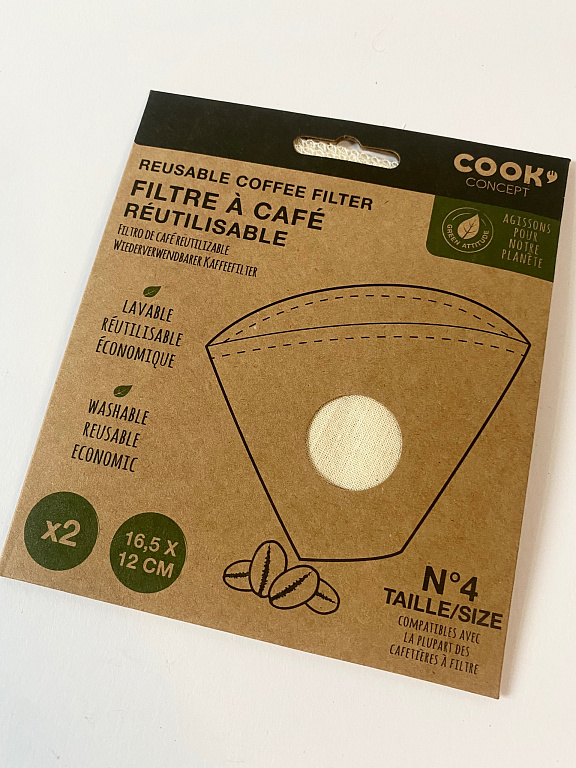 COOK
CONCEPT
REUSABLE COFFEE FILTER
FILTRE À CAFÉ
RÉUTILISABLE
FILTRO DE CAFÉ REUTILIZABLE
WIEDERVERWENDBARER KAFFEEFILTER
GREEN ATTITUDE
AGISSONS
POUR
NOTRE
PLANÈTE
LAVABLE
RÉUTILISABLE
ÉCONOMIQUE
WASHABLE
REUSABLE
ECONOMIC
x2
16,5 X
12 CM
N°4
TAILLE/SIZE
COMPATIBLES AVEC
LA PLUPART DES
CAFETIÈRES À FILTRE